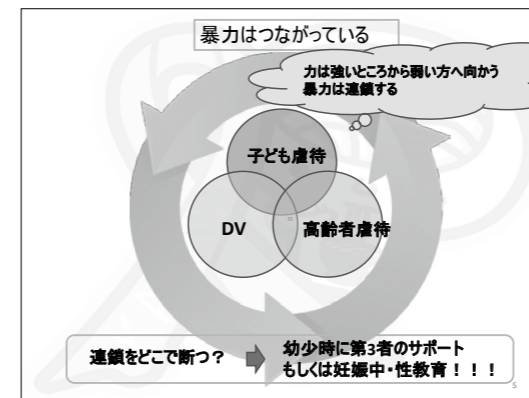 暴力はつながっている
力は強いところから弱い方へ向かう
暴力は連鎖する
子ども虐待
DV
高齢者虐待
連鎖をどこで断つ?
幼少時に第3者のサポート
もしくは妊娠中・性教育!!!
5